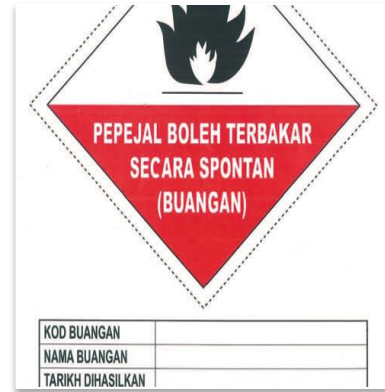 PEPEJAL BOLEH TERBAKAR
SECARA SPONTAN
(BUANGAN)
KOD BUANGAN
NAMA BUANGAN
TARIKH DIHASILKAN